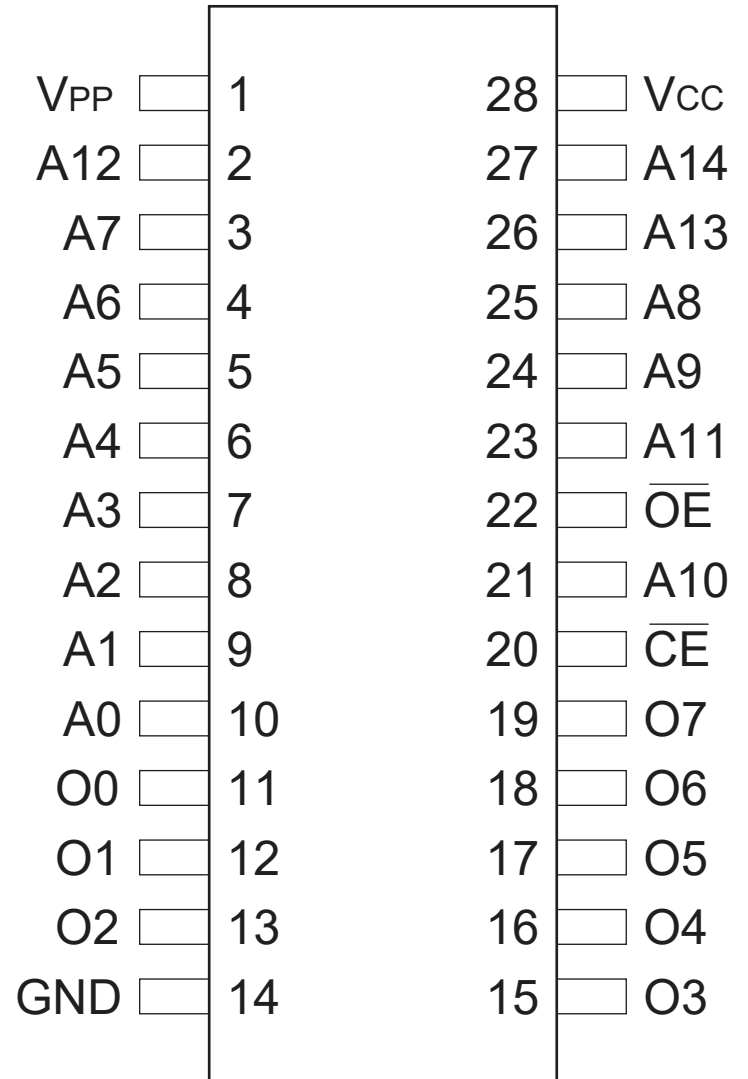 VPP 1 28 VCC
A12 2 27 A14
A7 3 26 A13
A6 4 25 A8
A5 5 24 A9
A4 6 23 A11
A3 7 22 O̅E̅
A2 8 21 A10
A1 9 20 C̅E̅
A0 10 19 O7
O0 11 18 O6
O1 12 17 O5
O2 13 16 O4
GND 14 15 O3